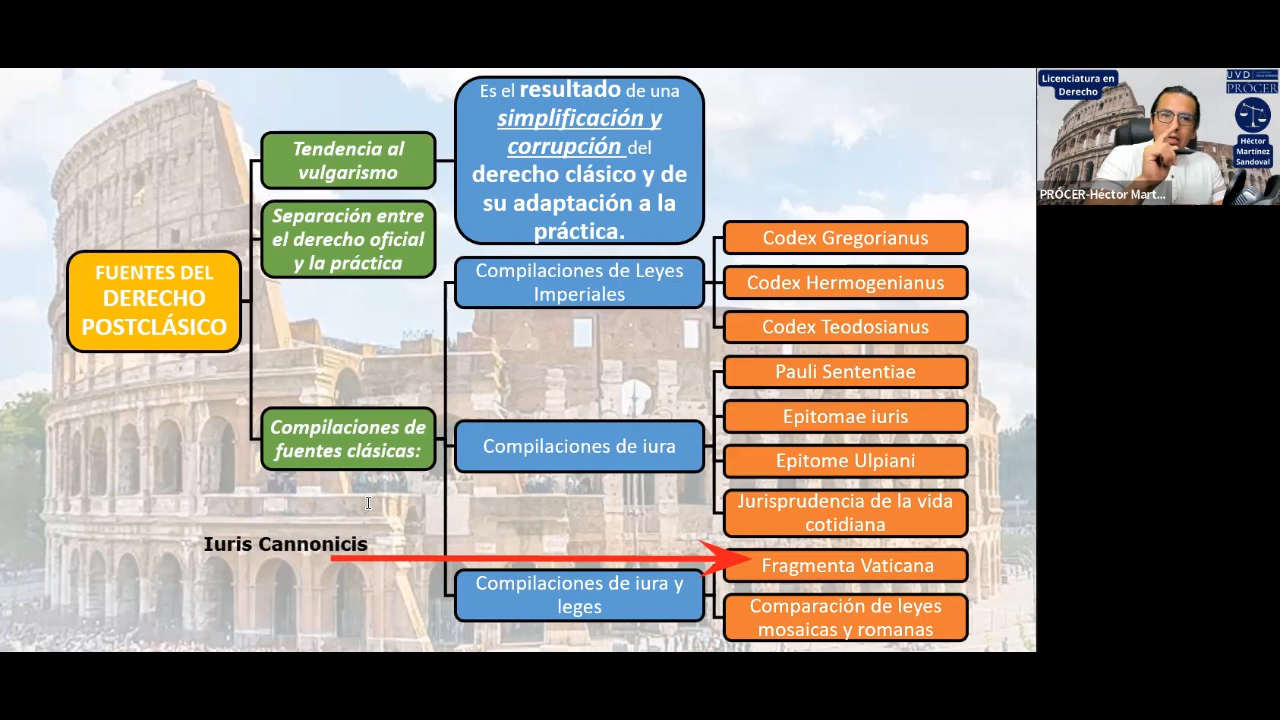 FUENTES DEL
DERECHO
POSTCLÁSICO
Tendencia al
vulgarismo
Es el resultado de una
simplificación y
corrupción del
derecho clásico y de
su adaptación a la
práctica.
Separación entre
el derecho oficial
y la práctica
Compilaciones de
fuentes clásicas:
Compilaciones de Leyes
Imperiales
Codex Gregorianus
Codex Hermogenianus
Codex Teodosianus
Compilaciones de iura
Pauli Sententiae
Epitomae iuris
Epitome Ulpiani
Jurisprudencia de la vida
cotidiana
Iuris Cannonicis
Compilaciones de iura y
leges
Fragmenta Vaticana
Comparación de leyes
mosaicas y romanas
Licenciatura en
Derecho
UVD
PRÓCER
Héctor
Martínez
Sandoval
PRÓCER-Héctor Mart...